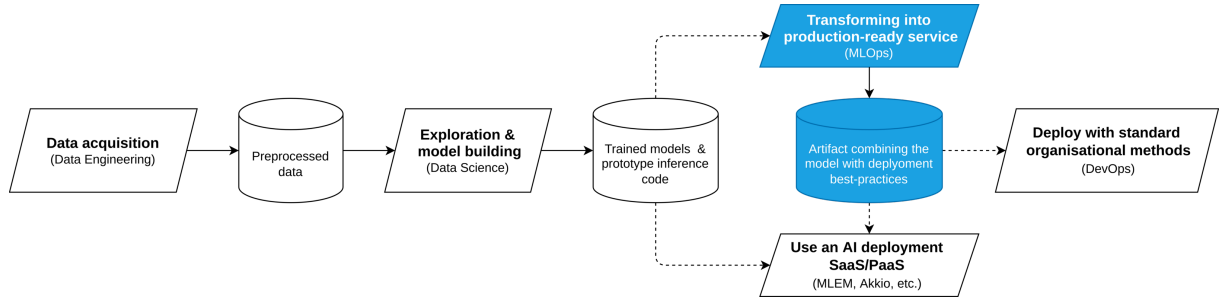 Data acquisition
(Data Engineering)
Preprocessed
data
Exploration &
model building
(Data Science)
Trained models  &
prototype inference
code
Transforming into
production-ready service
(MLOps)
Artifact combining the
model with deplyoment
best-practices
Use an AI deployment
SaaS/PaaS
(MLEM, Akkio, etc.)
Deploy with standard
organisational methods
(DevOps)